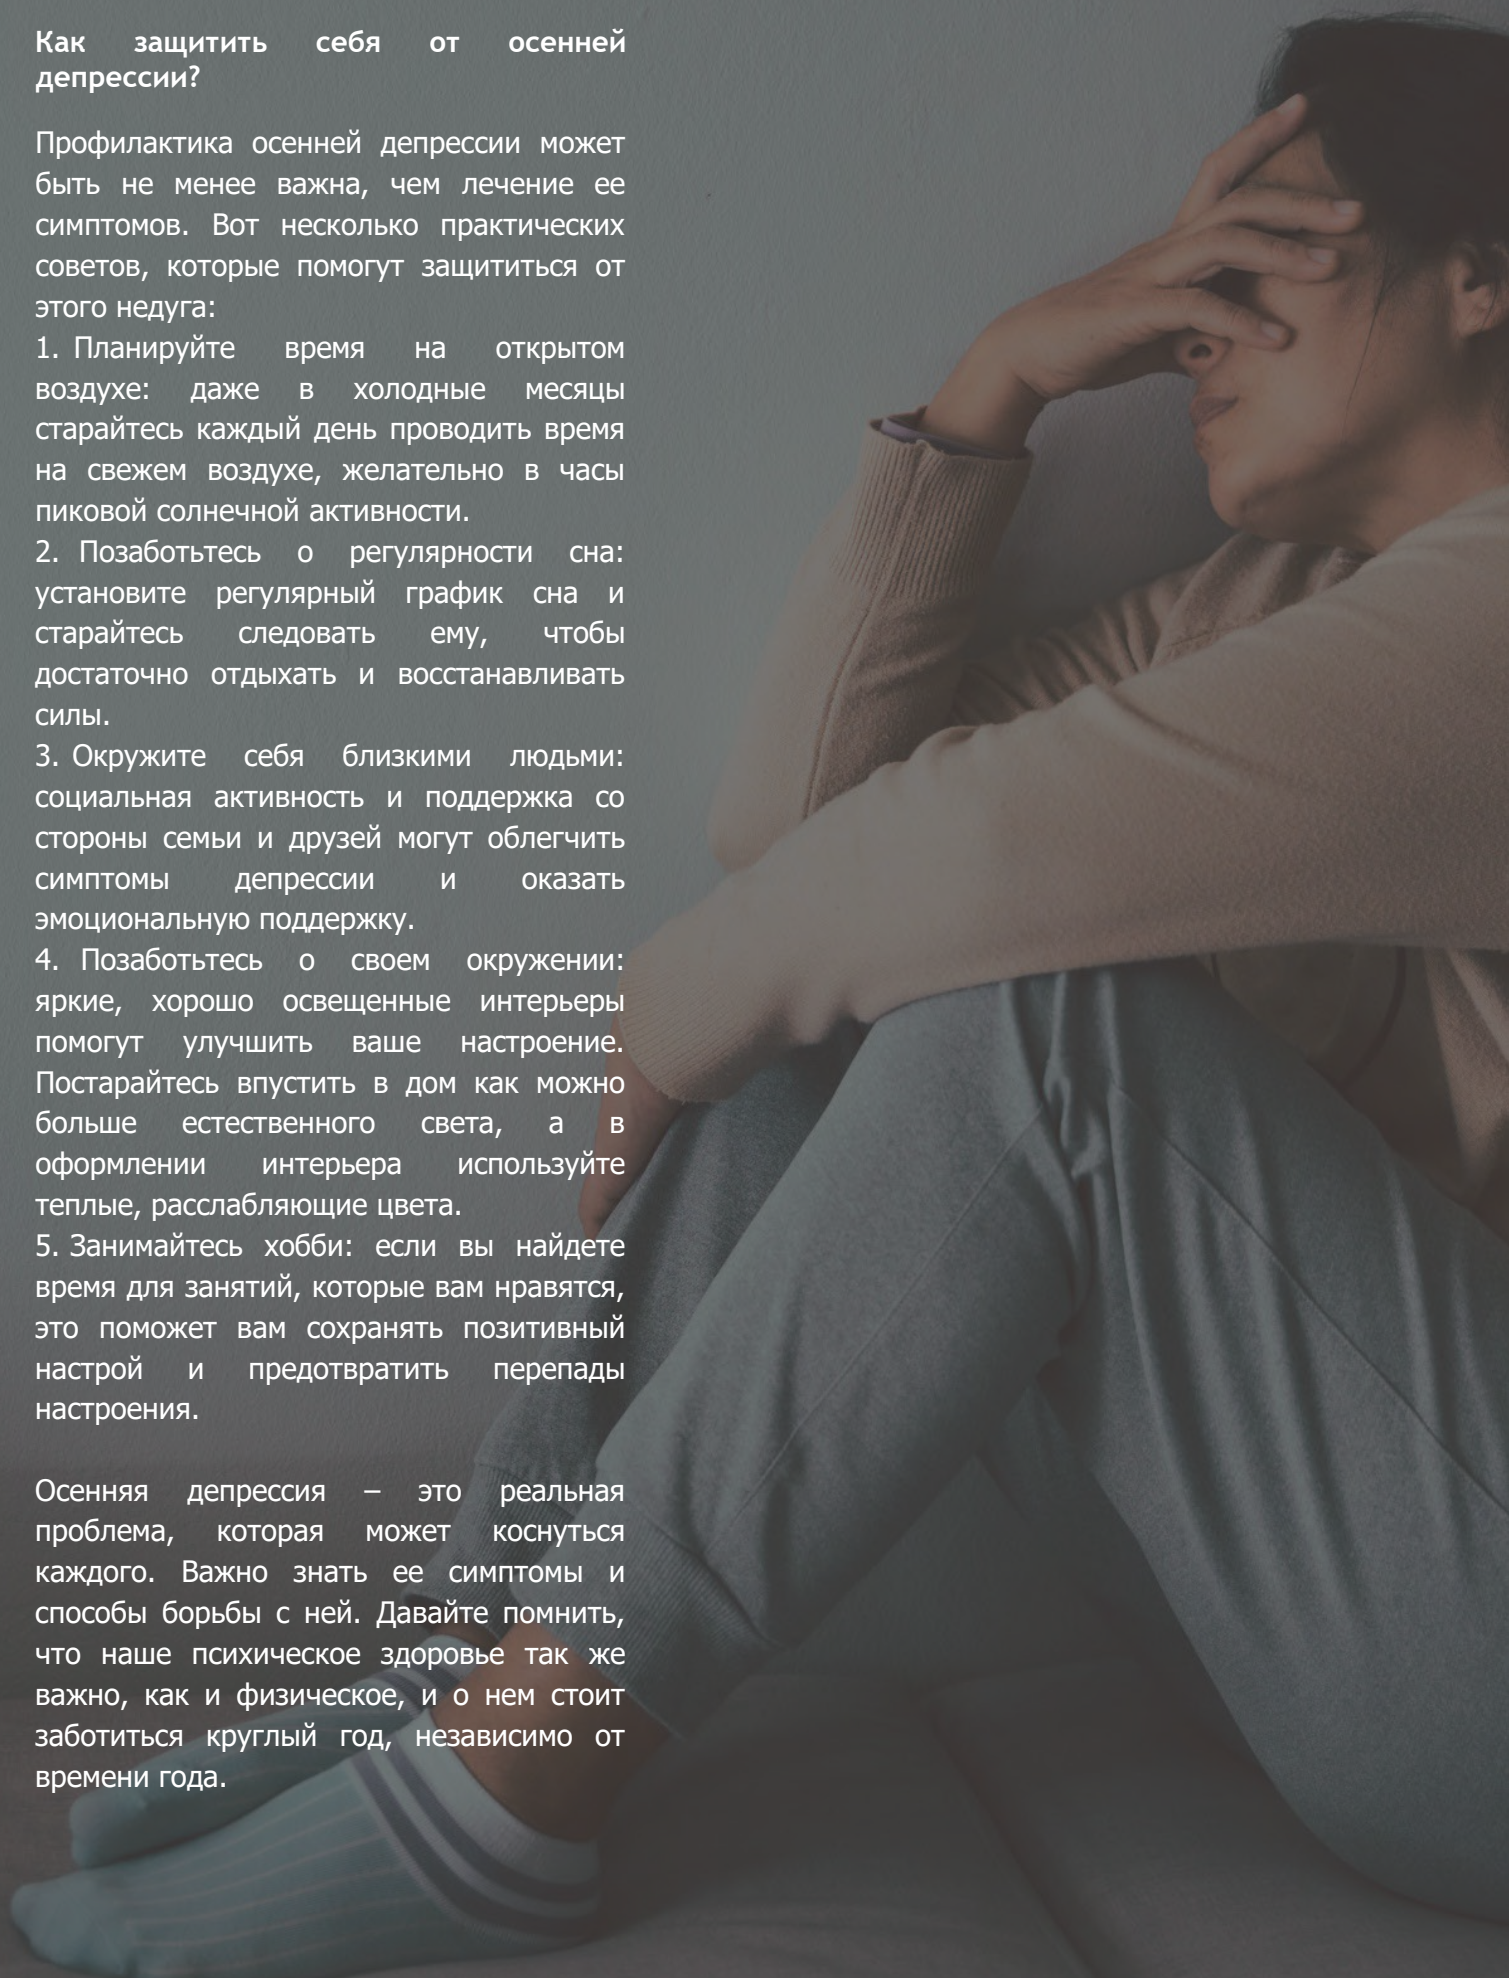 Как защитить себя от осенней
депрессии?
Профилактика осенней депрессии может
быть не менее важна, чем лечение ее
симптомов. Вот несколько практических
советов, которые помогут защититься от
этого недуга:
1. Планируйте время на открытом
воздухе: даже в холодные месяцы
старайтесь каждый день проводить время
на свежем воздухе, желательно в часы
пиковой солнечной активности.
2. Позаботьтесь о регулярности сна:
установите регулярный график сна и
старайтесь следовать ему, чтобы
достаточно отдыхать и восстанавливать
силы.
3. Окружите себя близкими людьми:
социальная активность и поддержка со
стороны семьи и друзей могут облегчить
симптомы депрессии и оказать
эмоциональную поддержку.
4. Позаботьтесь о своем окружении:
яркие, хорошо освещенные интерьеры
помогут улучшить ваше настроение.
Постарайтесь впустить в дом как можно
больше естественного света, а в
оформлении интерьера используйте
теплые, расслабляющие цвета.
5. Занимайтесь хобби: если вы найдете
время для занятий, которые вам нравятся,
это поможет вам сохранять позитивный
настрой и предотвратить перепады
настроения.
Осенняя депрессия – это реальная
проблема, которая может коснуться
каждого. Важно знать ее симптомы и
способы борьбы с ней. Давайте помнить,
что наше психическое здоровье так же
важно, как и физическое, и о нем стоит
заботиться круглый год, независимо от
времени года.